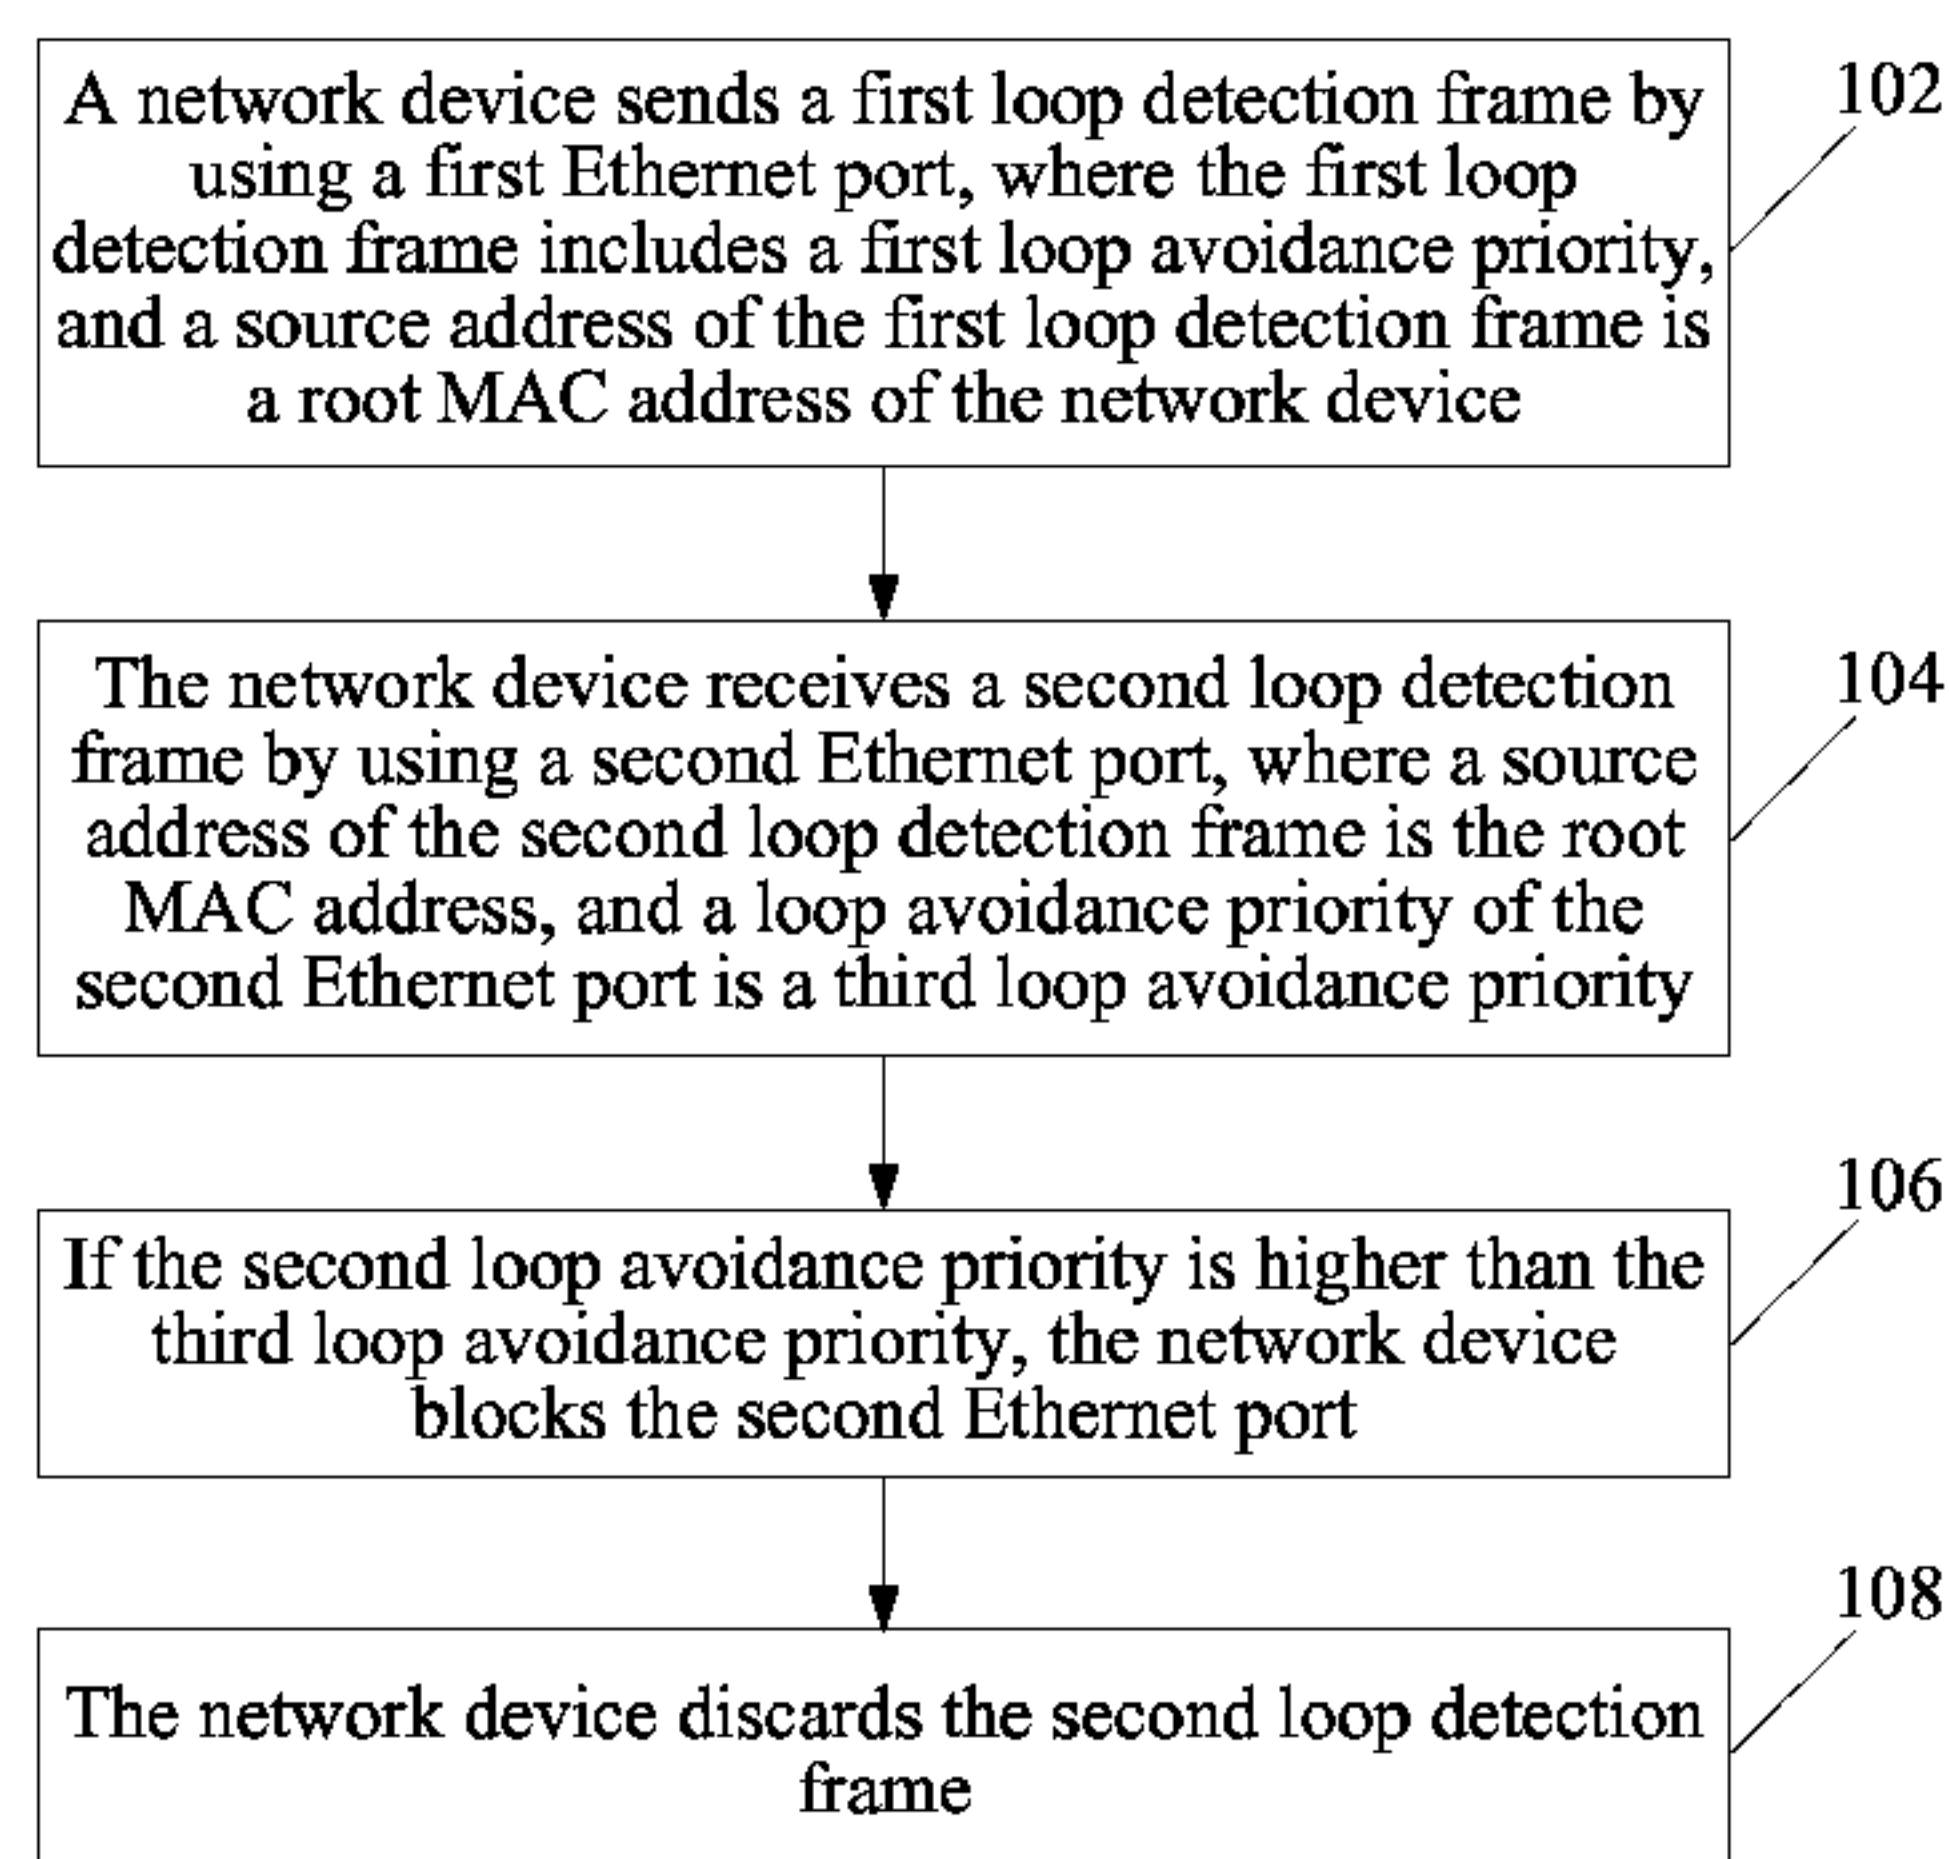 A network device sends a first loop detection frame by
using a first Ethernet port, where the first loop
detection frame includes a first loop avoidance priority,
and a source address of the first loop detection frame is
a root MAC address of the network device
102
The network device receives a second loop detection
frame by using a second Ethernet port, where a source
address of the second loop detection frame is the root
MAC address, and a loop avoidance priority of the
second Ethernet port is a third loop avoidance priority
104
If the second loop avoidance priority is higher than the
third loop avoidance priority, the network device
blocks the second Ethernet port
106
The network device discards the second loop detection
frame
108